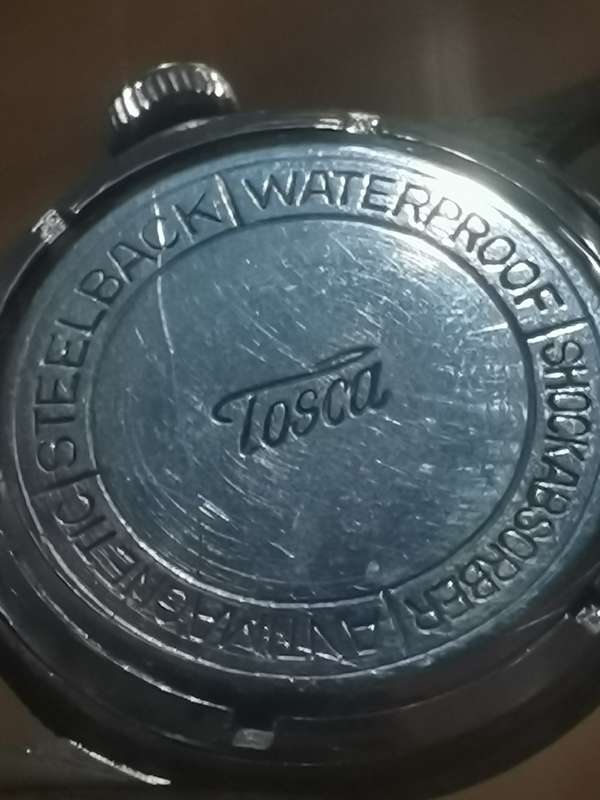 STEELBACK | WATERPROOF | SHOCKABSORBER | ANTIMAGNETIC |
Tosca